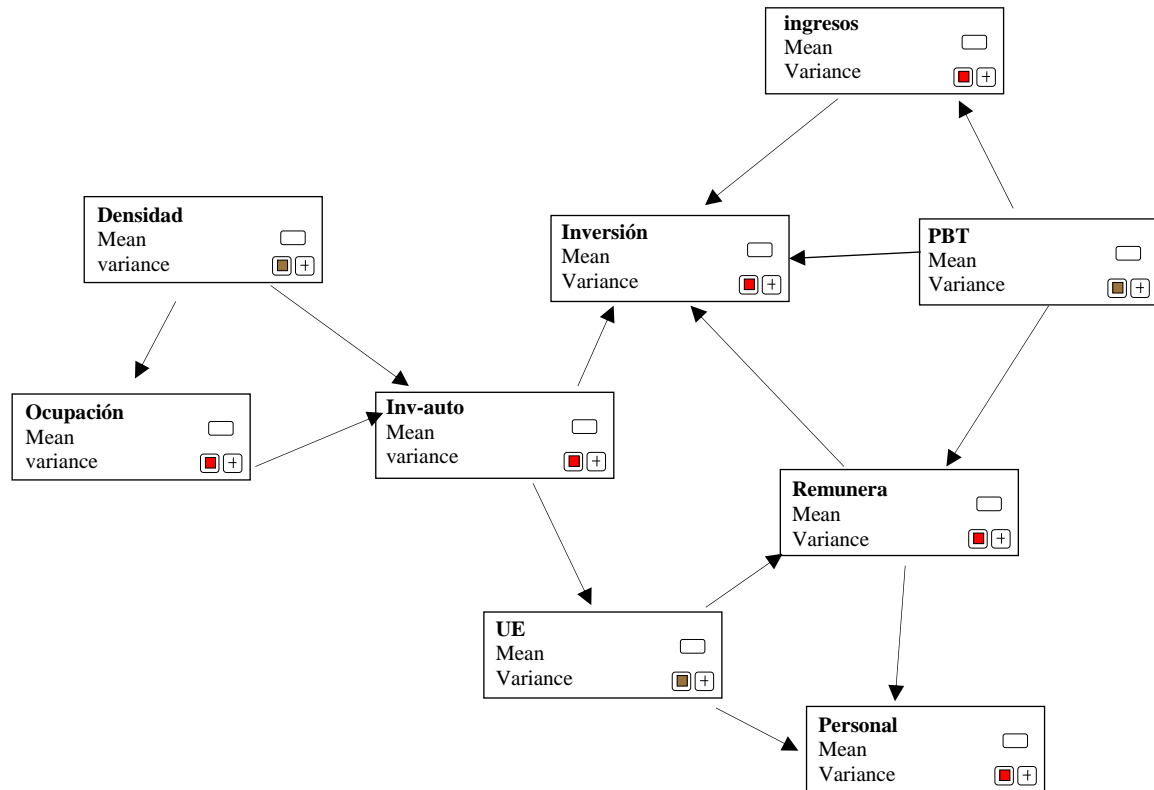 ingresos
Mean
Variance
Densidad
Mean
variance
Inversión
Mean
Variance
PBT
Mean
Variance
Ocupación
Mean
variance
Inv-auto
Mean
variance
Remunera
Mean
Variance
UE
Mean
Variance
Personal
Mean
Variance